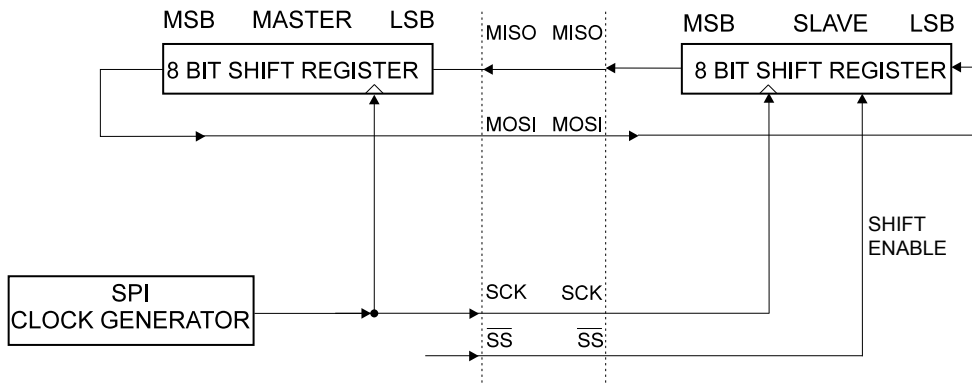 MSB MASTER LSB
MSB SLAVE LSB
MISO MISO
8 BIT SHIFT REGISTER
8 BIT SHIFT REGISTER
MOSI MOSI
SHIFT
ENABLE
SPI
CLOCK GENERATOR
SCK SCK
SS SS